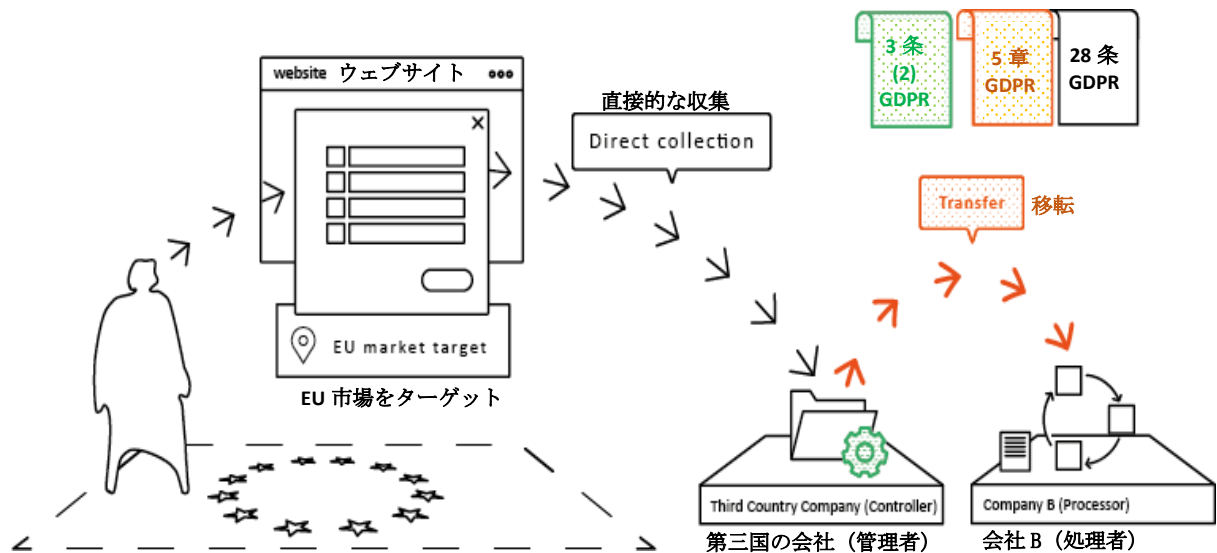 website ウェブサイト
直接的な収集
Direct collection
3 条
(2)
GDPR
5 章
GDPR
28 条
GDPR
Transfer 移転
EU market target
EU 市場をターゲット
Third Country Company (Controller)
第三国の会社（管理者）
Company B (Processor)
会社 B（処理者）